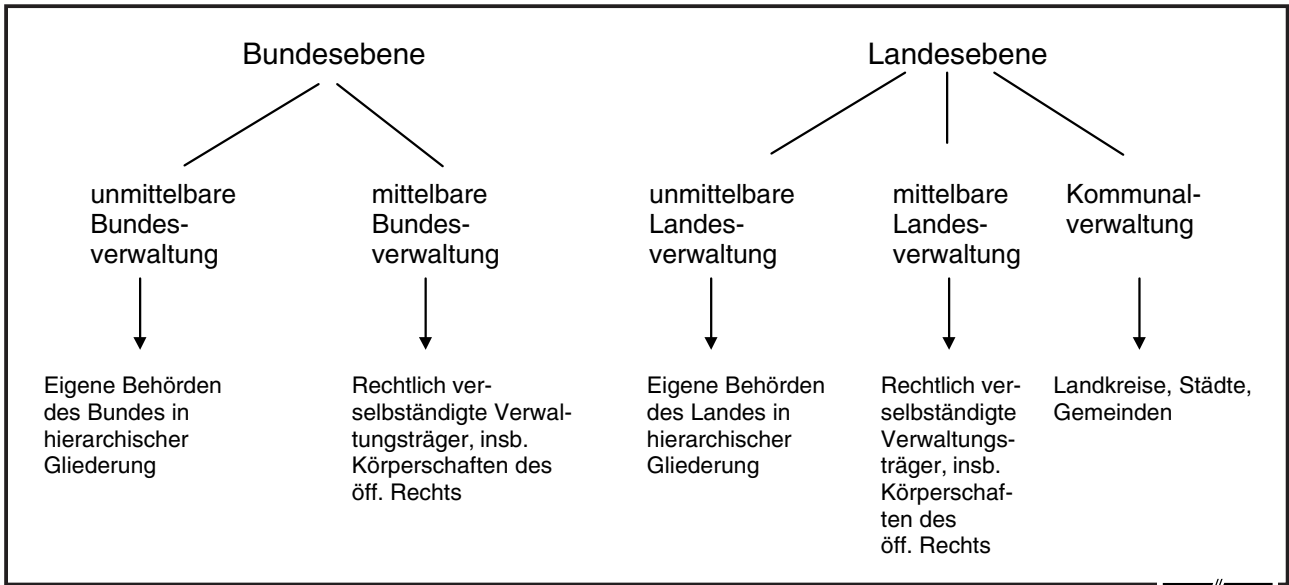 Bundesebene
Landesebene
unmittelbare
Bundes-
verwaltung
mittelbare
Bundes-
verwaltung
unmittelbare
Landes-
verwaltung
mittelbare
Landes-
verwaltung
Kommunal-
verwaltung
Eigene Behörden
des Bundes in
hierarchischer
Gliederung
Rechtlich ver-
selbständigte Verwal-
tungsträger, insb.
Körperschaften des
öff. Rechts
Eigene Behörden
des Landes in
hierarchischer
Gliederung
Rechtlich ver-
selbständigte
Verwaltungs-
träger, insb.
Körperschaf-
ten des
öff. Rechts
Landkreise, Städte,
Gemeinden